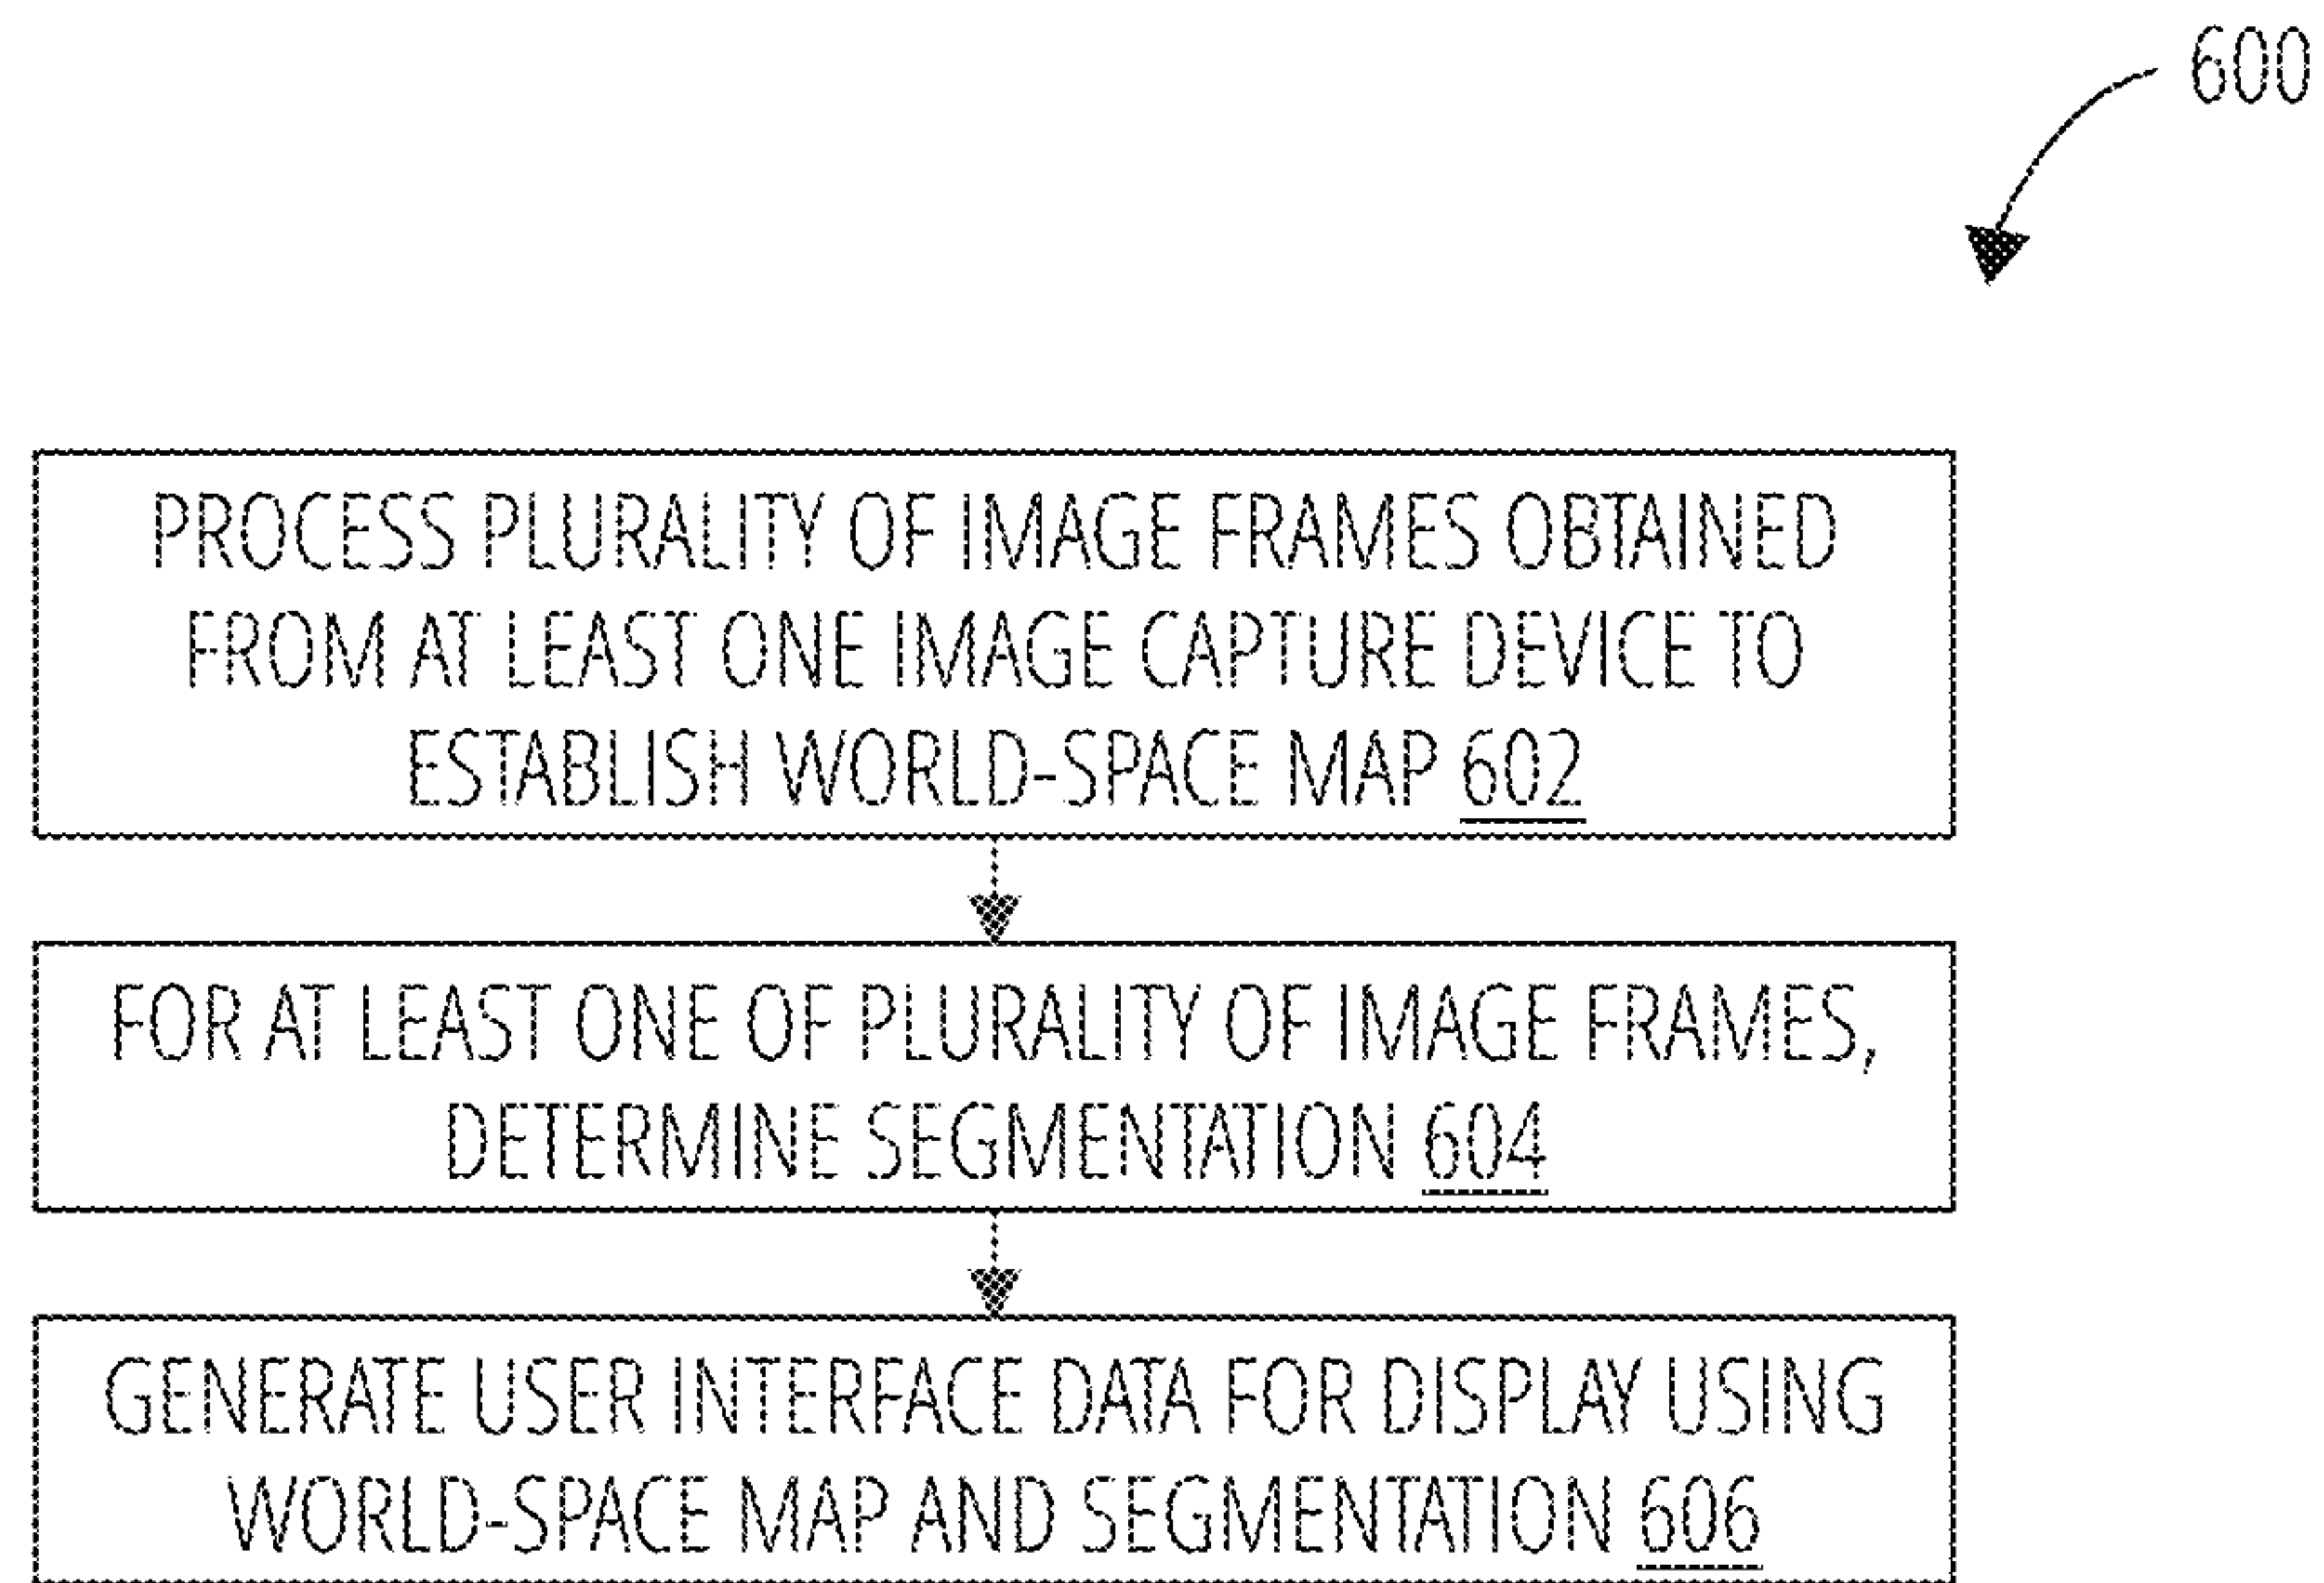 600
PROCESS PLURALITY OF IMAGE FRAMES OBTAINED
FROM AT LEAST ONE IMAGE CAPTURE DEVICE TO
ESTABLISH WORLD-SPACE MAP 602
FOR AT LEAST ONE OF PLURALITY OF IMAGE FRAMES,
DETERMINE SEGMENTATION 604
GENERATE USER INTERFACE DATA FOR DISPLAY USING
WORLD-SPACE MAP AND SEGMENTATION 606